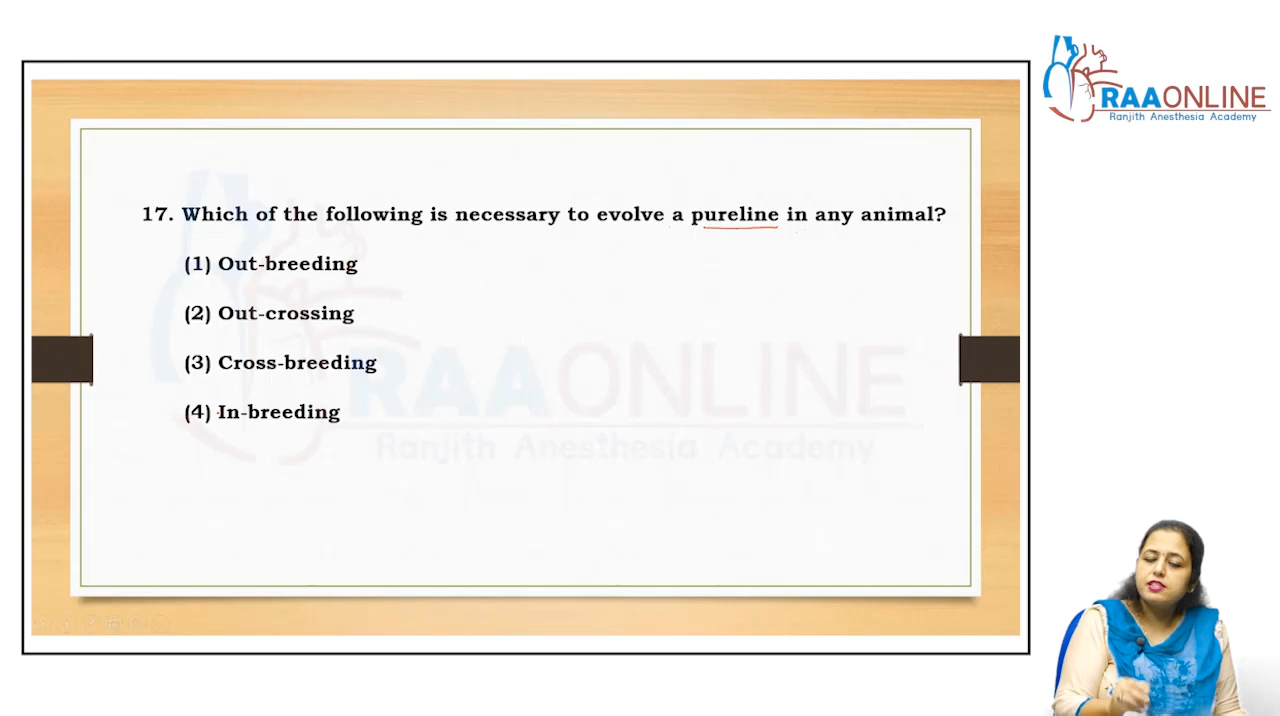 RAAONLINE
Ranjith Anesthesia Academy
17. Which of the following is necessary to evolve a pureline in any animal?
(1) Out-breeding
(2) Out-crossing
(3) Cross-breeding
(4) In-breeding
RAAONLINE
Ranjith Anesthesia Academy